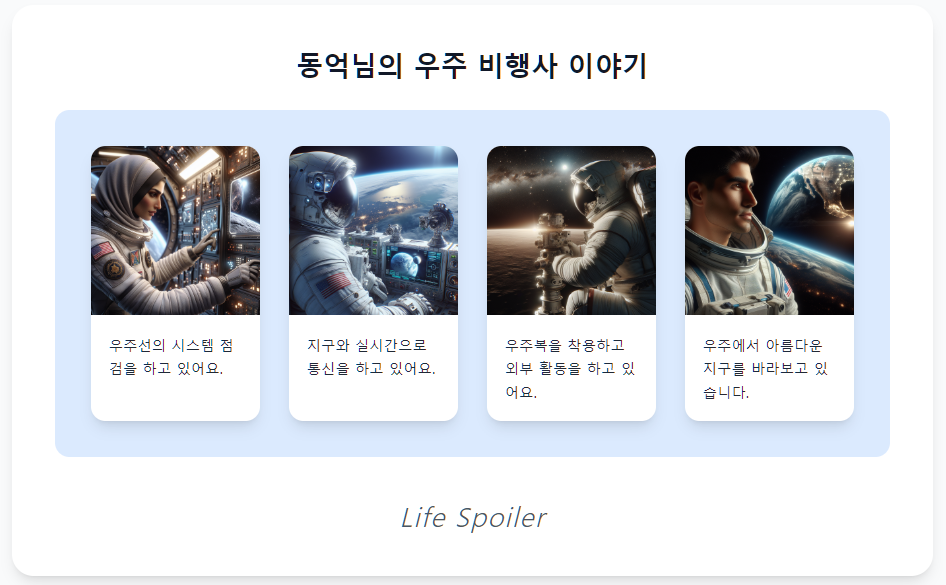 동억님의 우주 비행사 이야기
우주선의 시스템 점
검을 하고 있어요.
지구와 실시간으로
통신을 하고 있어요.
우주복을 착용하고
외부 활동을 하고 있
어요.
우주에서 아름다운
지구를 바라보고 있
습니다.
Life Spoiler